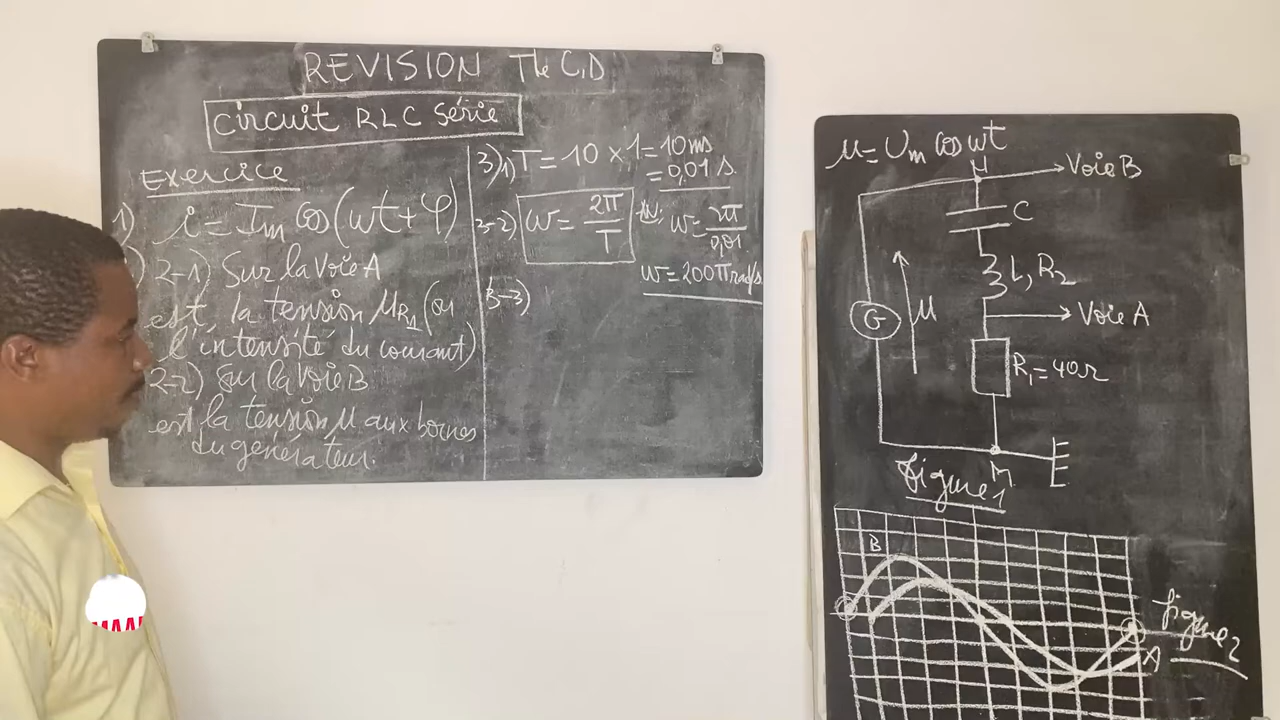 REVISION Tle C,D
Circuit RLC Série
Exercice
1) i = Im cos(ωt + φ)
2-1) Sur la voie A
est la tension μR1 (ou
l'intensité du courant)
2-2) Sur la voie B
est la tension μ aux bornes
du générateur.
3)1) T = 10 × 1 = 10 ms
= 0,01 s
3-2) ω = 2π/T AN: ω = 2π/0,01
ω = 200π rad/s
3-3)
μ = Um cos ωt
N
Voie B
C
L, R2
G
μ
Voie A
R1 = 40Ω
M
figure 1
B
figure 2
A